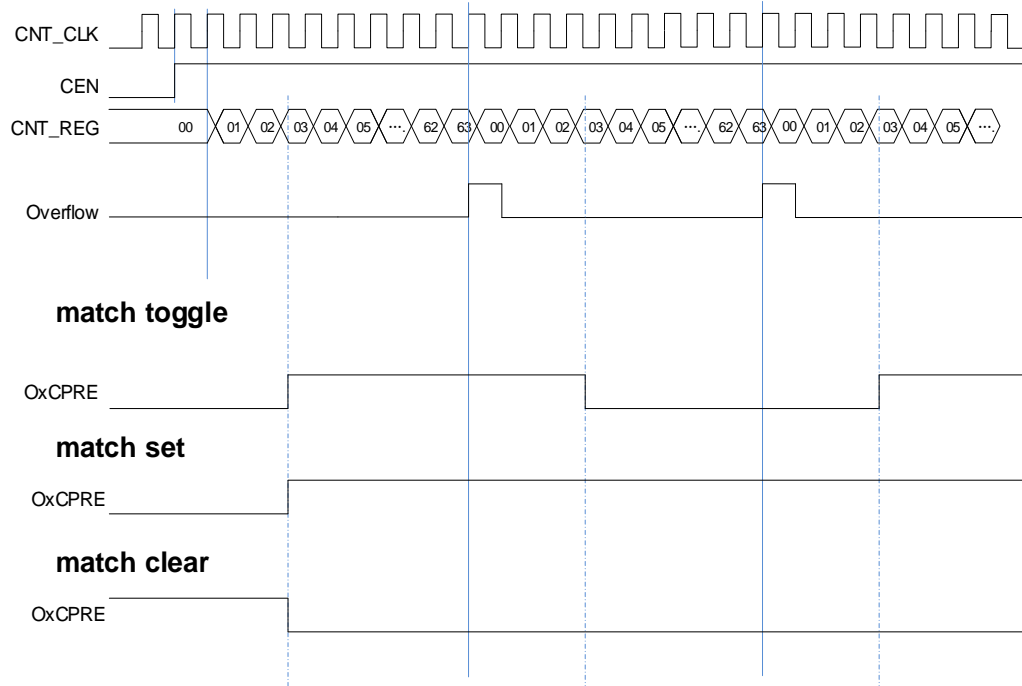 CNT_CLK
CEN
CNT_REG 00 01 02 03 04 05 ···. 62 63 00 01 02 03 04 05 ···. 62 63 00 01 02 03 04 05 ···.
Overflow
match toggle
OxCPRE
match set
OxCPRE
match clear
OxCPRE